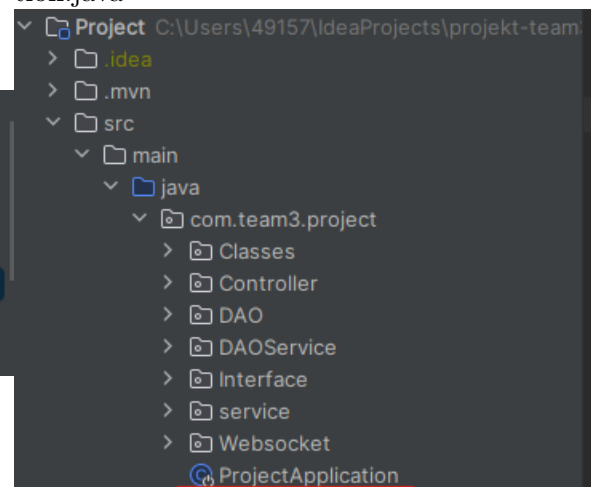 Project C:\Users\49157\IdeaProjects\projekt-team
.idea
.mvn
src
main
java
com.team3.project
Classes
Controller
DAO
DAOService
Interface
service
Websocket
ProjectApplication